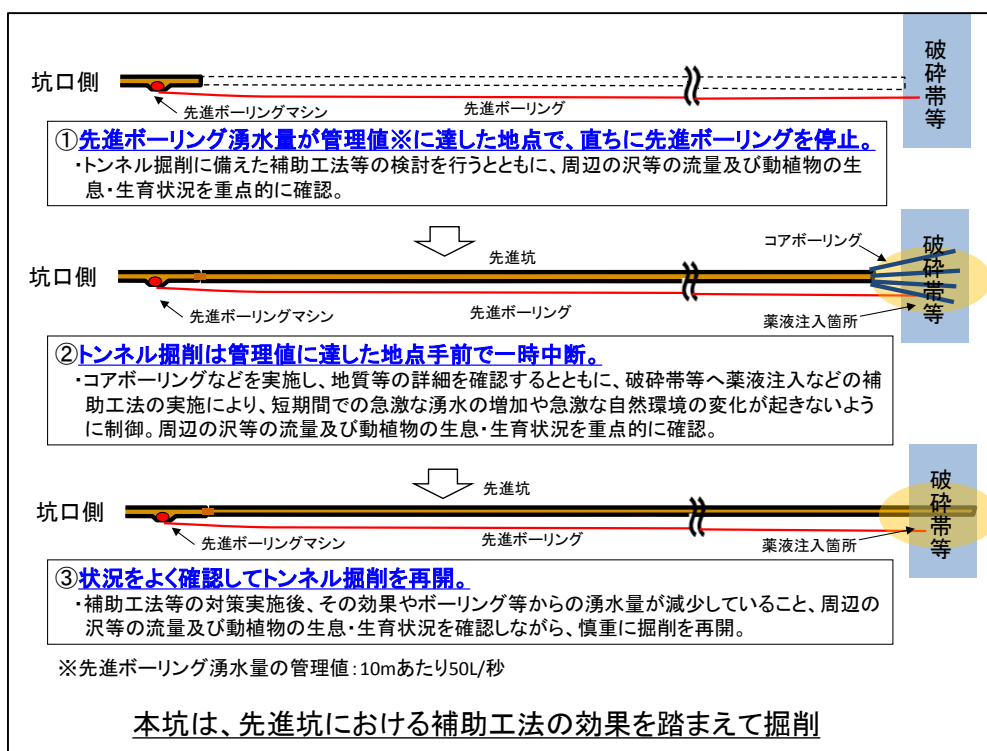 破砕帯等
坑口側
先進ボーリングマシン
先進ボーリング
①先進ボーリング湧水量が管理値※に達した地点で、直ちに先進ボーリングを停止。
・トンネル掘削に備えた補助工法等の検討を行うとともに、周辺の沢等の流量及び動植物の生
息・生育状況を重点的に確認。
コアボーリング
破砕帯等
先進坑
坑口側
先進ボーリングマシン
先進ボーリング
薬液注入箇所
②トンネル掘削は管理値に達した地点手前で一時中断。
・コアボーリングなどを実施し、地質等の詳細を確認するとともに、破砕帯等へ薬液注入などの補
助工法の実施により、短期間での急激な湧水の増加や急激な自然環境の変化が起きないよう
に制御。周辺の沢等の流量及び動植物の生息・生育状況を重点的に確認。
破砕帯等
先進坑
坑口側
先進ボーリングマシン
先進ボーリング
薬液注入箇所
③状況をよく確認してトンネル掘削を再開。
・補助工法等の対策実施後、その効果やボーリング等からの湧水量が減少していること、周辺の
沢等の流量及び動植物の生息・生育状況を確認しながら、慎重に掘削を再開。
※先進ボーリング湧水量の管理値：10mあたり50L/秒
本坑は、先進坑における補助工法の効果を踏まえて掘削